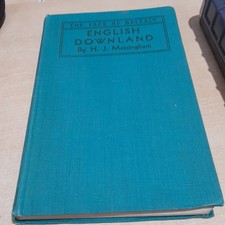 THE FACE OF BRITAIN
ENGLISH
DOWNLAND
By H. J. Massingham